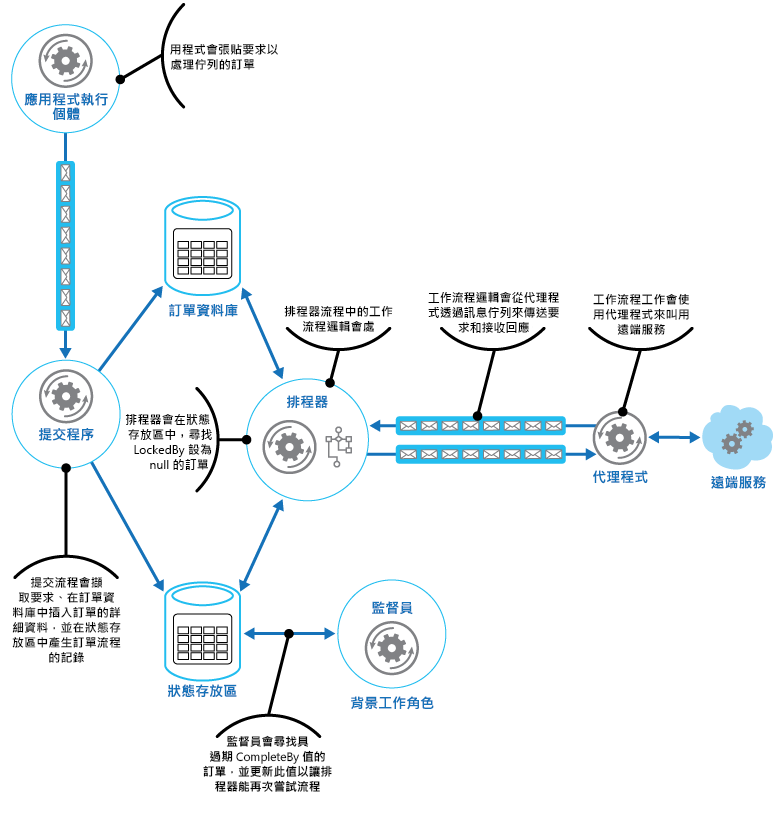 用程式會張貼要求以
處理佇列的訂單
應用程式執行
個體
訂單資料庫
排程器流程中的工作
流程邏輯會處
工作流程邏輯會從代理程
式透過訊息佇列來傳送要
求和接收回應
工作流程工作會使
用代理程式來叫用
遠端服務
提交程序
排程器會在狀態
存放區中，尋找
LockedBy 設為
null 的訂單
排程器
代理程式
遠端服務
提交流程會擷
取要求、在訂單資
料庫中插入訂單的詳
細資料，並在狀態存
放區中產生訂單流程
的記錄
狀態存放區
監督員
背景工作角色
監督員會尋找具
過期 CompleteBy 值的
訂單，並更新此值以讓排
程器能再次嘗試流程